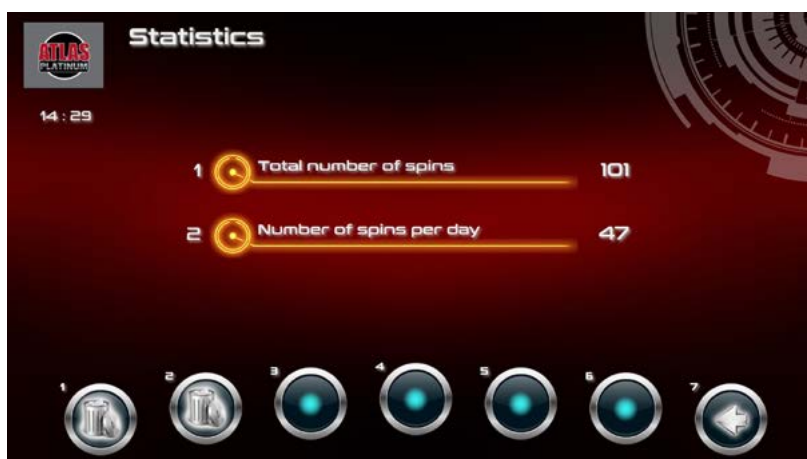 Statistics
ATLAS
PLATINUM
14 : 29
1 Total number of spins 101
2 Number of spins per day 47
1 2 3 4 5 6 7